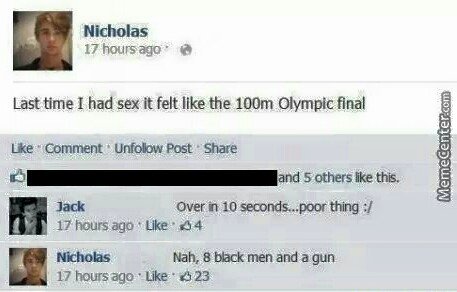 Nicholas
17 hours ago ·
Last time I had sex it felt like the 100m Olympic final
Like · Comment · Unfollow Post · Share
and 5 others like this.
Jack Over in 10 seconds...poor thing :/
17 hours ago · Like · 4
Nicholas Nah, 8 black men and a gun
17 hours ago · Like · 23
MemeCenter.com